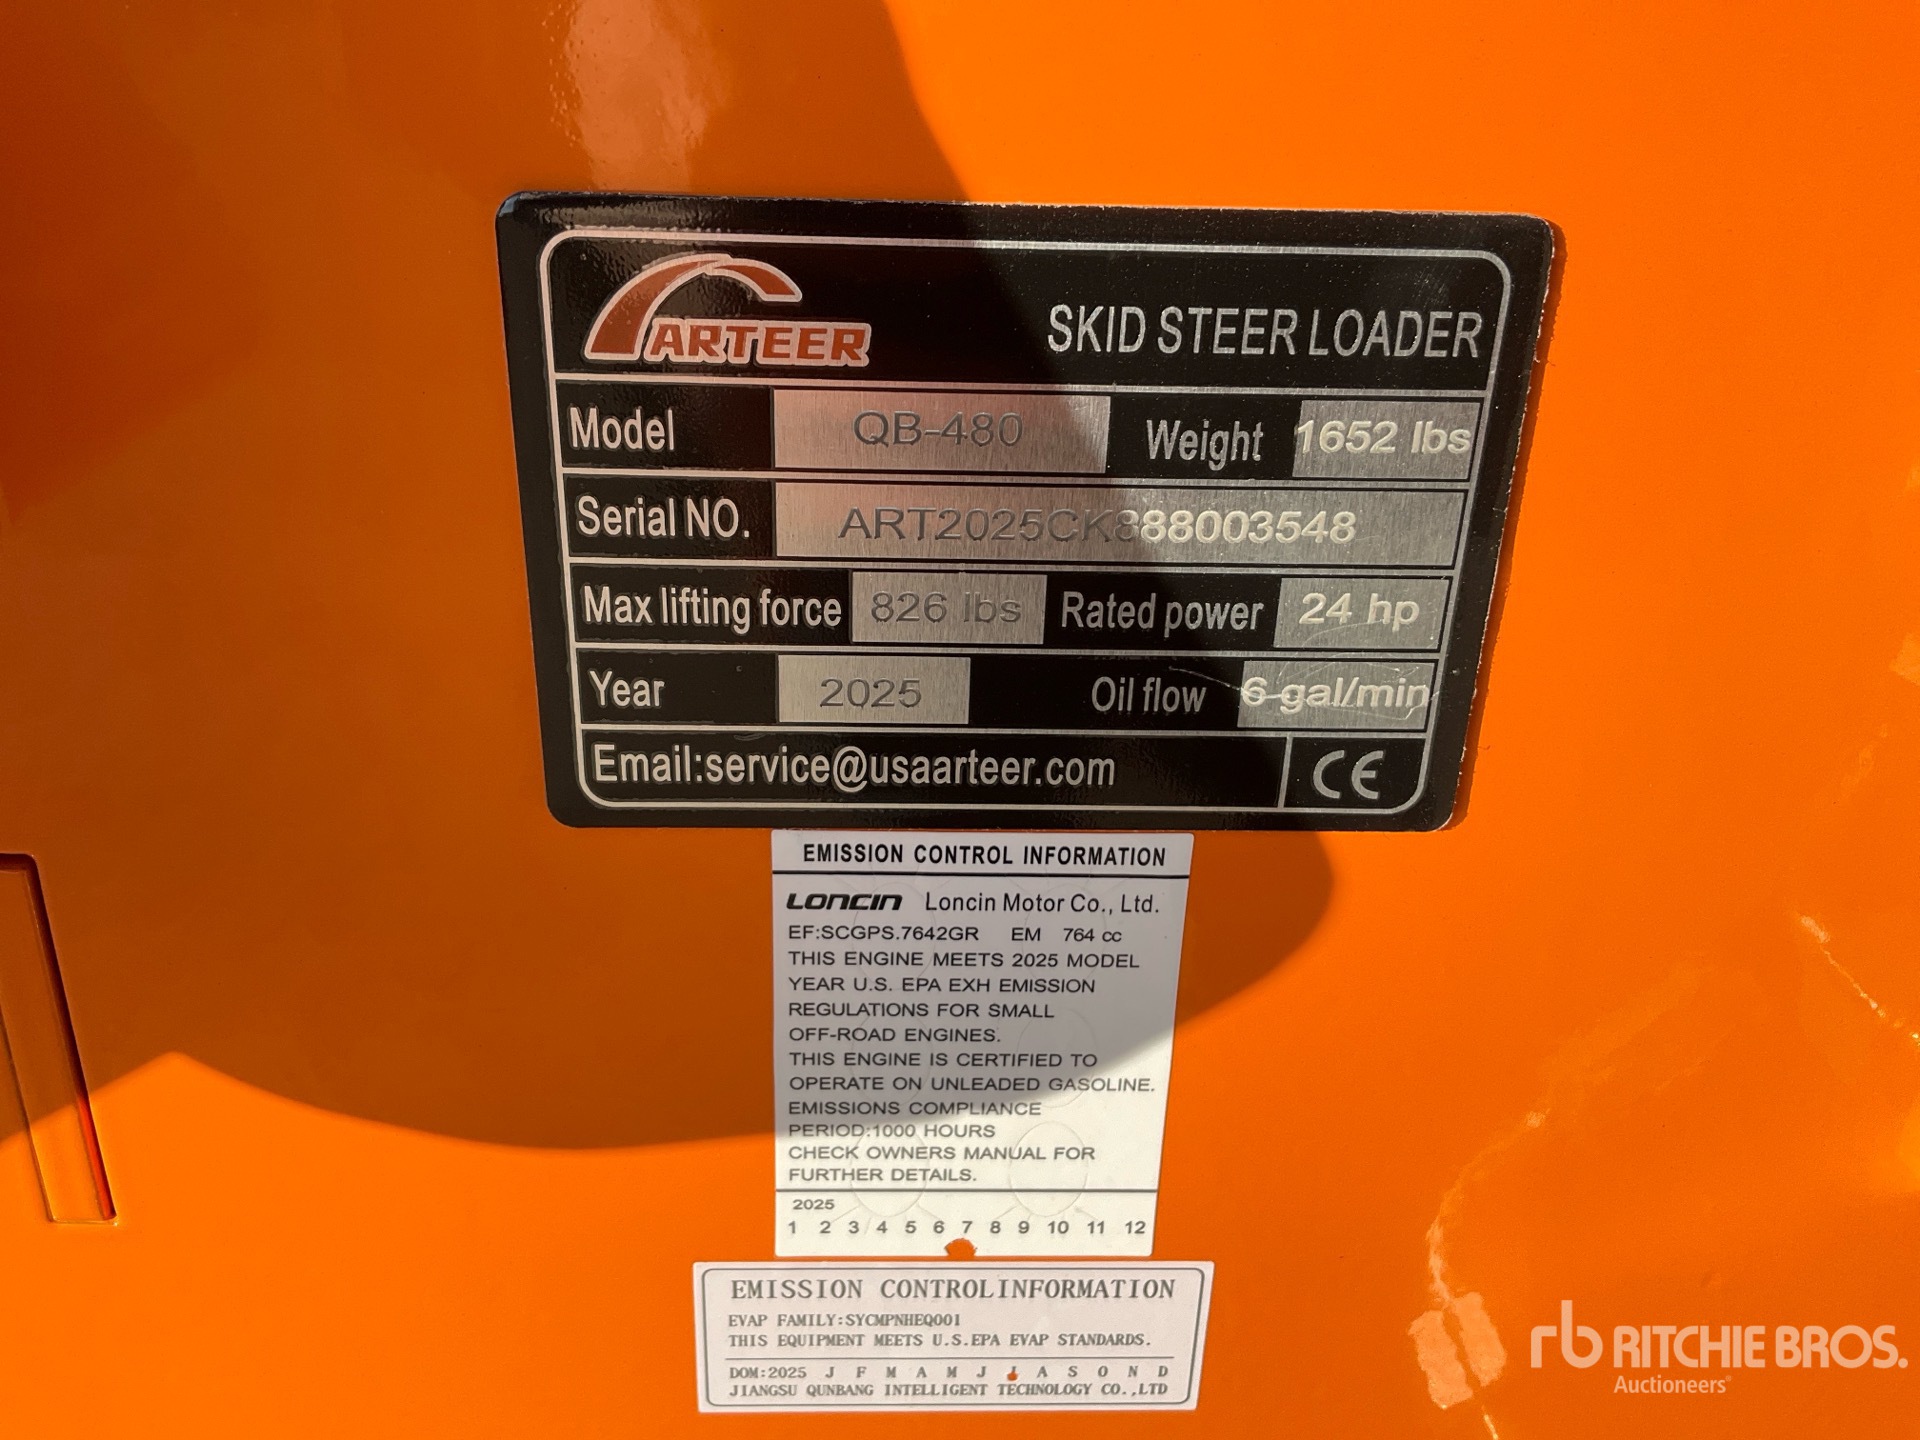 ARTEER
SKID STEER LOADER
Model QB-480 Weight 1652 lbs
Serial NO. ART2025CK888003548
Max lifting force 826 lbs Rated power 24 hp
Year 2025 Oil flow 6 gal/min
Email:service@usaarteer.com CE
EMISSION CONTROL INFORMATION
LONCIN Loncin Motor Co., Ltd.
EF:SCGPS.7642GR EM 764 cc
THIS ENGINE MEETS 2025 MODEL
YEAR U.S. EPA EXH EMISSION
REGULATIONS FOR SMALL
OFF-ROAD ENGINES.
THIS ENGINE IS CERTIFIED TO
OPERATE ON UNLEADED GASOLINE.
EMISSIONS COMPLIANCE
PERIOD:1000 HOURS
CHECK OWNERS MANUAL FOR
FURTHER DETAILS.
2025
1 2 3 4 5 6 7 8 9 10 11 12
EMISSION CONTROLINFORMATION
EVAP FAMILY:SYCMPNHEQ001
THIS EQUIPMENT MEETS U.S.EPA EVAP STANDARDS.
DOM:2025 J F M A M J J A S O N D
JIANGSU QUNBANG INTELLIGENT TECHNOLOGY CO.,LTD
rb RITCHIE BROS.
Auctioneers